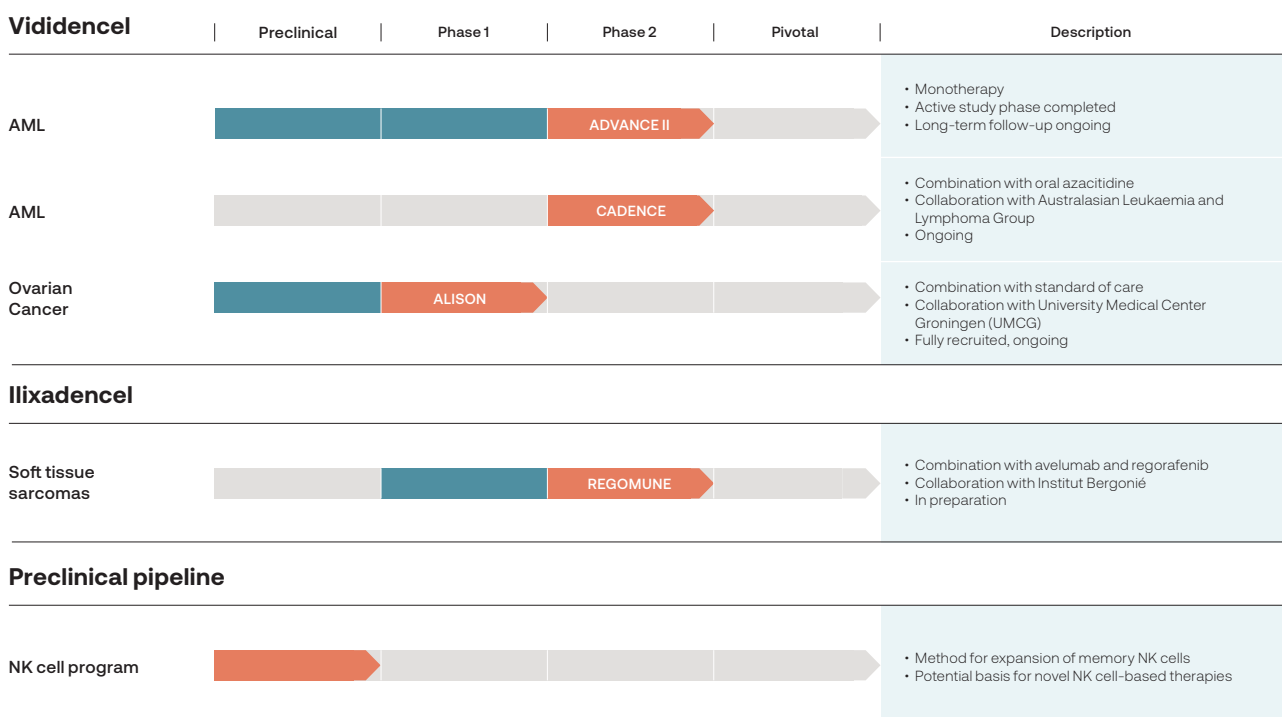 Vididencel
Preclinical
Phase 1
Phase 2
Pivotal
Description
AML
ADVANCE II
• Monotherapy
• Active study phase completed
• Long-term follow-up ongoing
AML
CADENCE
• Combination with oral azacitidine
• Collaboration with Australasian Leukaemia and
Lymphoma Group
• Ongoing
Ovarian
Cancer
ALISON
• Combination with standard of care
• Collaboration with University Medical Center
Groningen (UMCG)
• Fully recruited, ongoing
Ilixadencel
Soft tissue
sarcomas
REGOMUNE
• Combination with avelumab and regorafenib
• Collaboration with Institut Bergonié
• In preparation
Preclinical pipeline
NK cell program
• Method for expansion of memory NK cells
• Potential basis for novel NK cell-based therapies